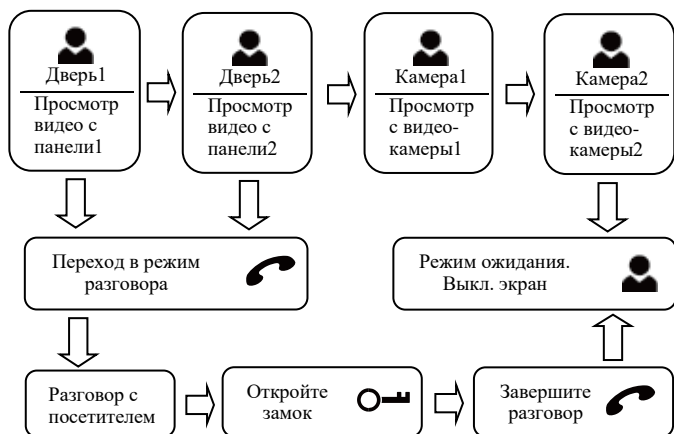 Дверь1
Просмотр
видео с
панели1
Дверь2
Просмотр
видео с
панели2
Камера1
Просмотр
с видео-
камеры1
Камера2
Просмотр
с видео-
камеры2
Переход в режим
разговора
Режим ожидания.
Выкл. экран
Разговор с
посетителем
Откройте
замок
Завершите
разговор